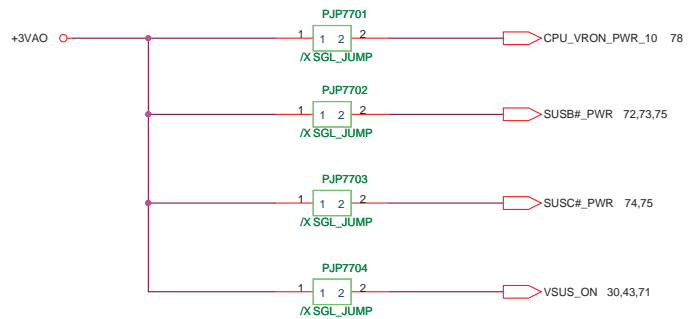 PJP7701
+3VAO 1 1 2 2 CPU_VRON_PWR_10 78
/X SGL_JUMP
PJP7702
1 1 2 2 SUSB#_PWR 72,73,75
/X SGL_JUMP
PJP7703
1 1 2 2 SUSC#_PWR 74,75
/X SGL_JUMP
PJP7704
1 1 2 2 VSUS_ON 30,43,71
/X SGL_JUMP